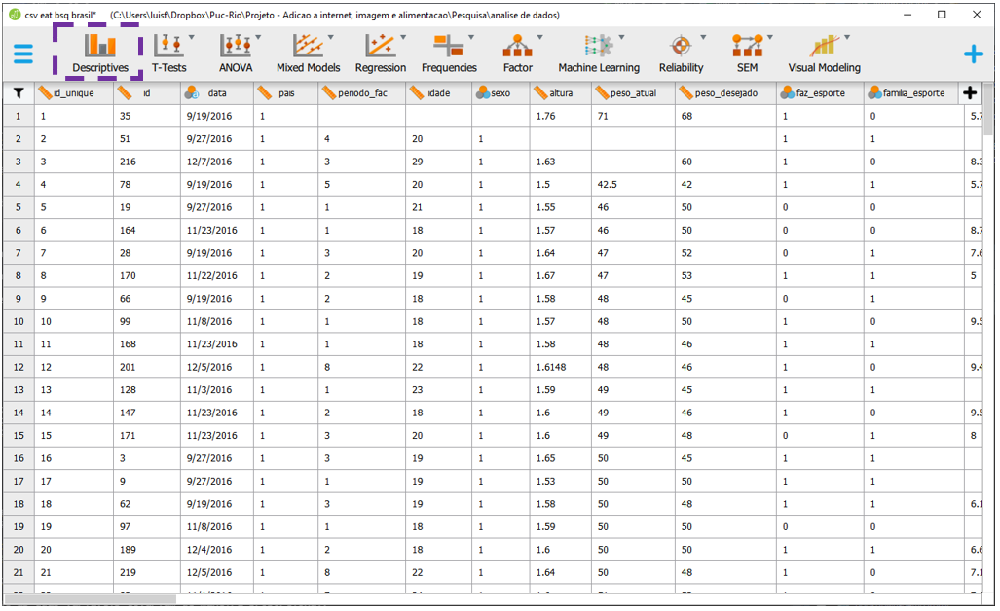 csv eat bsq brasil* (C:\Users\luisf\Dropbox\Puc-Rio\Projeto - Adicao a internet, imagem e alimentacao\Pesquisa\analise de dados)
Descriptives T-Tests ANOVA Mixed Models Regression Frequencies Factor Machine Learning Reliability SEM Visual Modeling
id_unique id data pais periodo_fac idade sexo altura peso_atual peso_desejado faz_esporte familia_esporte
1 1 35 9/19/2016 1 1.76 71 68 1 0 5.7
2 2 51 9/27/2016 1 4 20 1 1 1
3 3 216 12/7/2016 1 3 29 1 1.63 60 1 0 8.3
4 4 78 9/19/2016 1 5 20 1 1.5 42.5 42 1 1 5.7
5 5 19 9/27/2016 1 1 21 1 1.55 46 50 0 0
6 6 164 11/23/2016 1 1 18 1 1.57 46 50 0 0 8.7
7 7 28 9/19/2016 1 3 20 1 1.64 47 52 0 1 7.6
8 8 170 11/22/2016 1 2 19 1 1.67 47 53 1 1 5
9 9 66 9/19/2016 1 2 18 1 1.58 48 45 0 1
10 10 99 11/8/2016 1 1 18 1 1.57 48 50 1 0 9.5
11 11 168 11/23/2016 1 1 18 1 1.58 48 46 1 1
12 12 201 12/5/2016 1 8 22 1 1.6148 48 46 1 0 9.4
13 13 128 11/3/2016 1 1 23 1 1.59 49 45 1 1
14 14 147 11/23/2016 1 2 18 1 1.6 49 46 1 0 9.5
15 15 171 11/23/2016 1 3 20 1 1.6 49 48 0 1 8
16 16 3 9/27/2016 1 3 19 1 1.65 50 45 1 1
17 17 9 9/27/2016 1 1 19 1 1.53 50 50 1 1
18 18 62 9/19/2016 1 3 19 1 1.58 50 48 1 1 6.1
19 19 97 11/8/2016 1 1 18 1 1.59 50 50 0 0
20 20 189 12/4/2016 1 2 18 1 1.6 50 50 1 1 6.6
21 21 219 12/5/2016 1 8 22 1 1.64 50 48 1 0 7.1